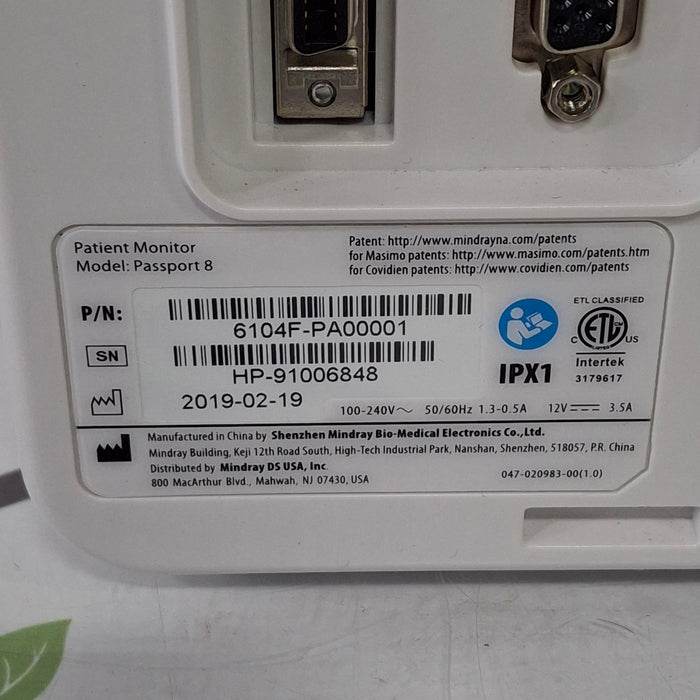 Patient Monitor
Model: Passport 8
Patent: http://www.mindrayna.com/patents
for Masimo patents: http://www.masimo.com/patents.htm
for Covidien patents: http://www.covidien.com/patents
P/N:
6104F-PA00001
SN
HP-91006848
2019-02-19
IPX1
ETL CLASSIFIED
C ETL US
LISTED
Intertek
3179617
100-240V~ 50/60Hz 1.3-0.5A 12V⎓ 3.5A
Manufactured in China by Shenzhen Mindray Bio-Medical Electronics Co.,Ltd.
Mindray Building, Keji 12th Road South, High-Tech Industrial Park, Nanshan, Shenzhen, 518057, P.R. China
Distributed by Mindray DS USA, Inc.
800 MacArthur Blvd., Mahwah, NJ 07430, USA
047-020983-00(1.0)